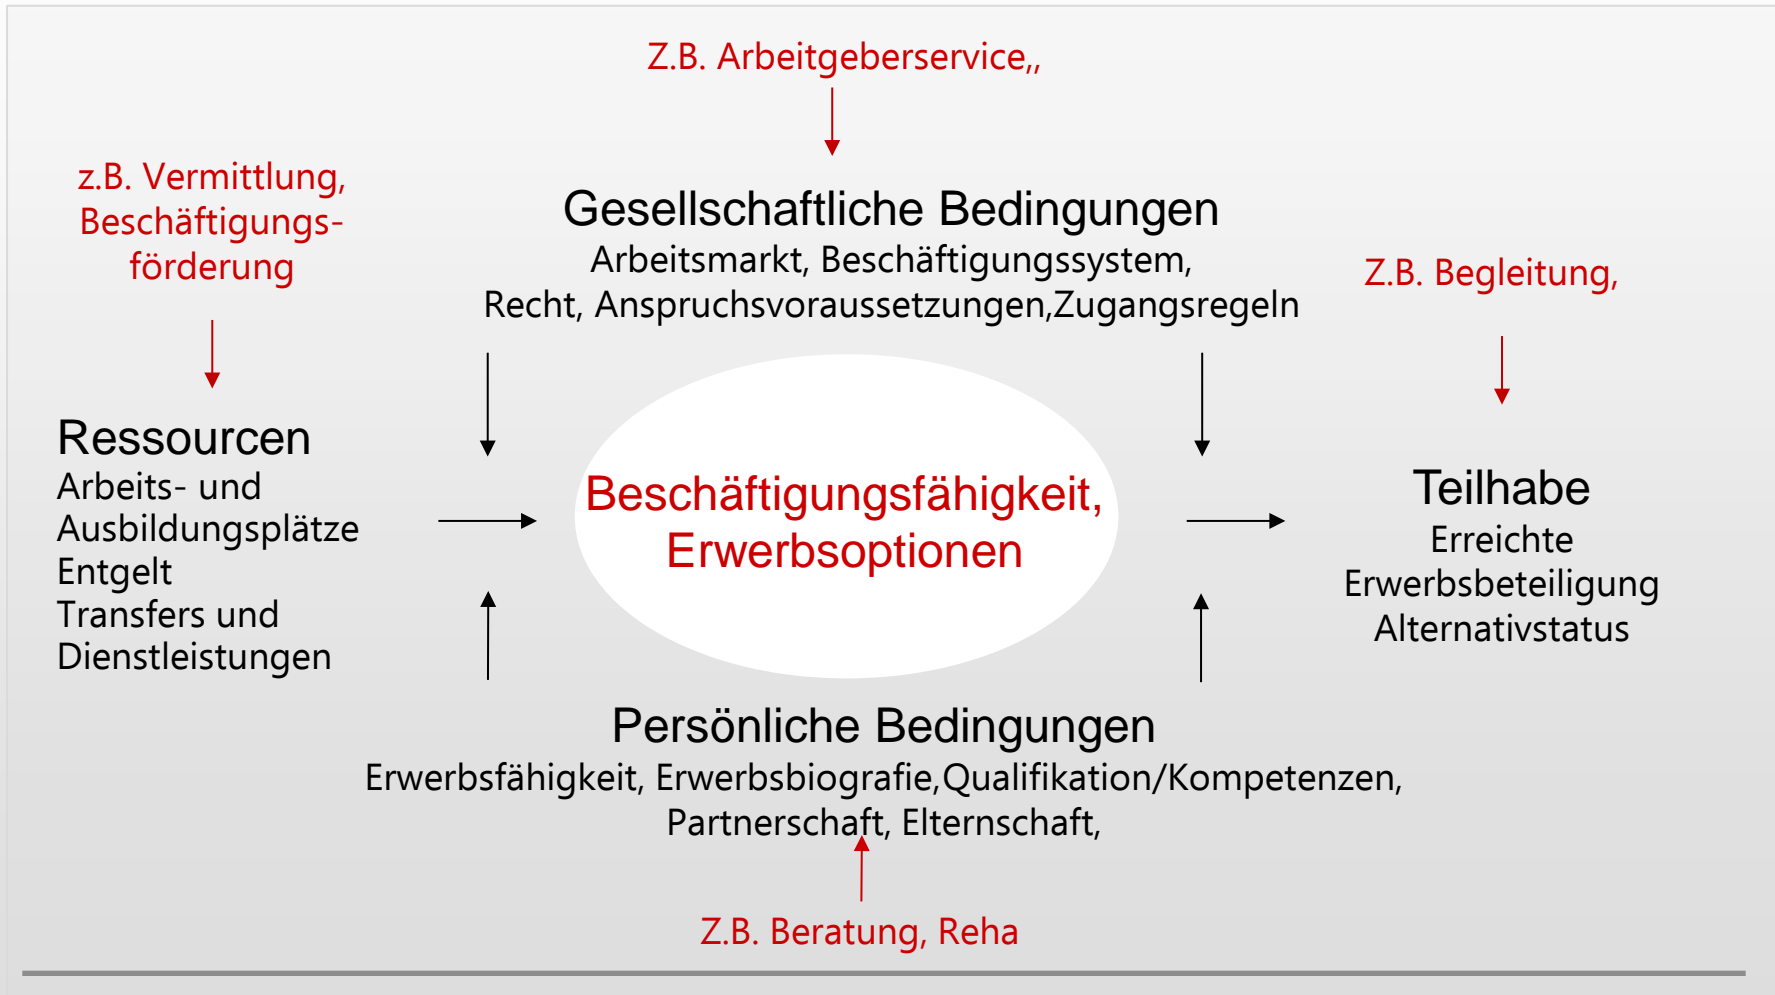 Z.B. Arbeitgeberservice,,
z.B. Vermittlung,
Beschäftigungs-
förderung
Gesellschaftliche Bedingungen
Arbeitsmarkt, Beschäftigungssystem,
Recht, Anspruchsvoraussetzungen,Zugangsregeln
Z.B. Begleitung,
Ressourcen
Arbeits- und
Ausbildungsplätze
Entgelt
Transfers und
Dienstleistungen
Beschäftigungsfähigkeit,
Erwerbsoptionen
Teilhabe
Erreichte
Erwerbsbeteiligung
Alternativstatus
Persönliche Bedingungen
Erwerbsfähigkeit, Erwerbsbiografie,Qualifikation/Kompetenzen,
Partnerschaft, Elternschaft,
Z.B. Beratung, Reha